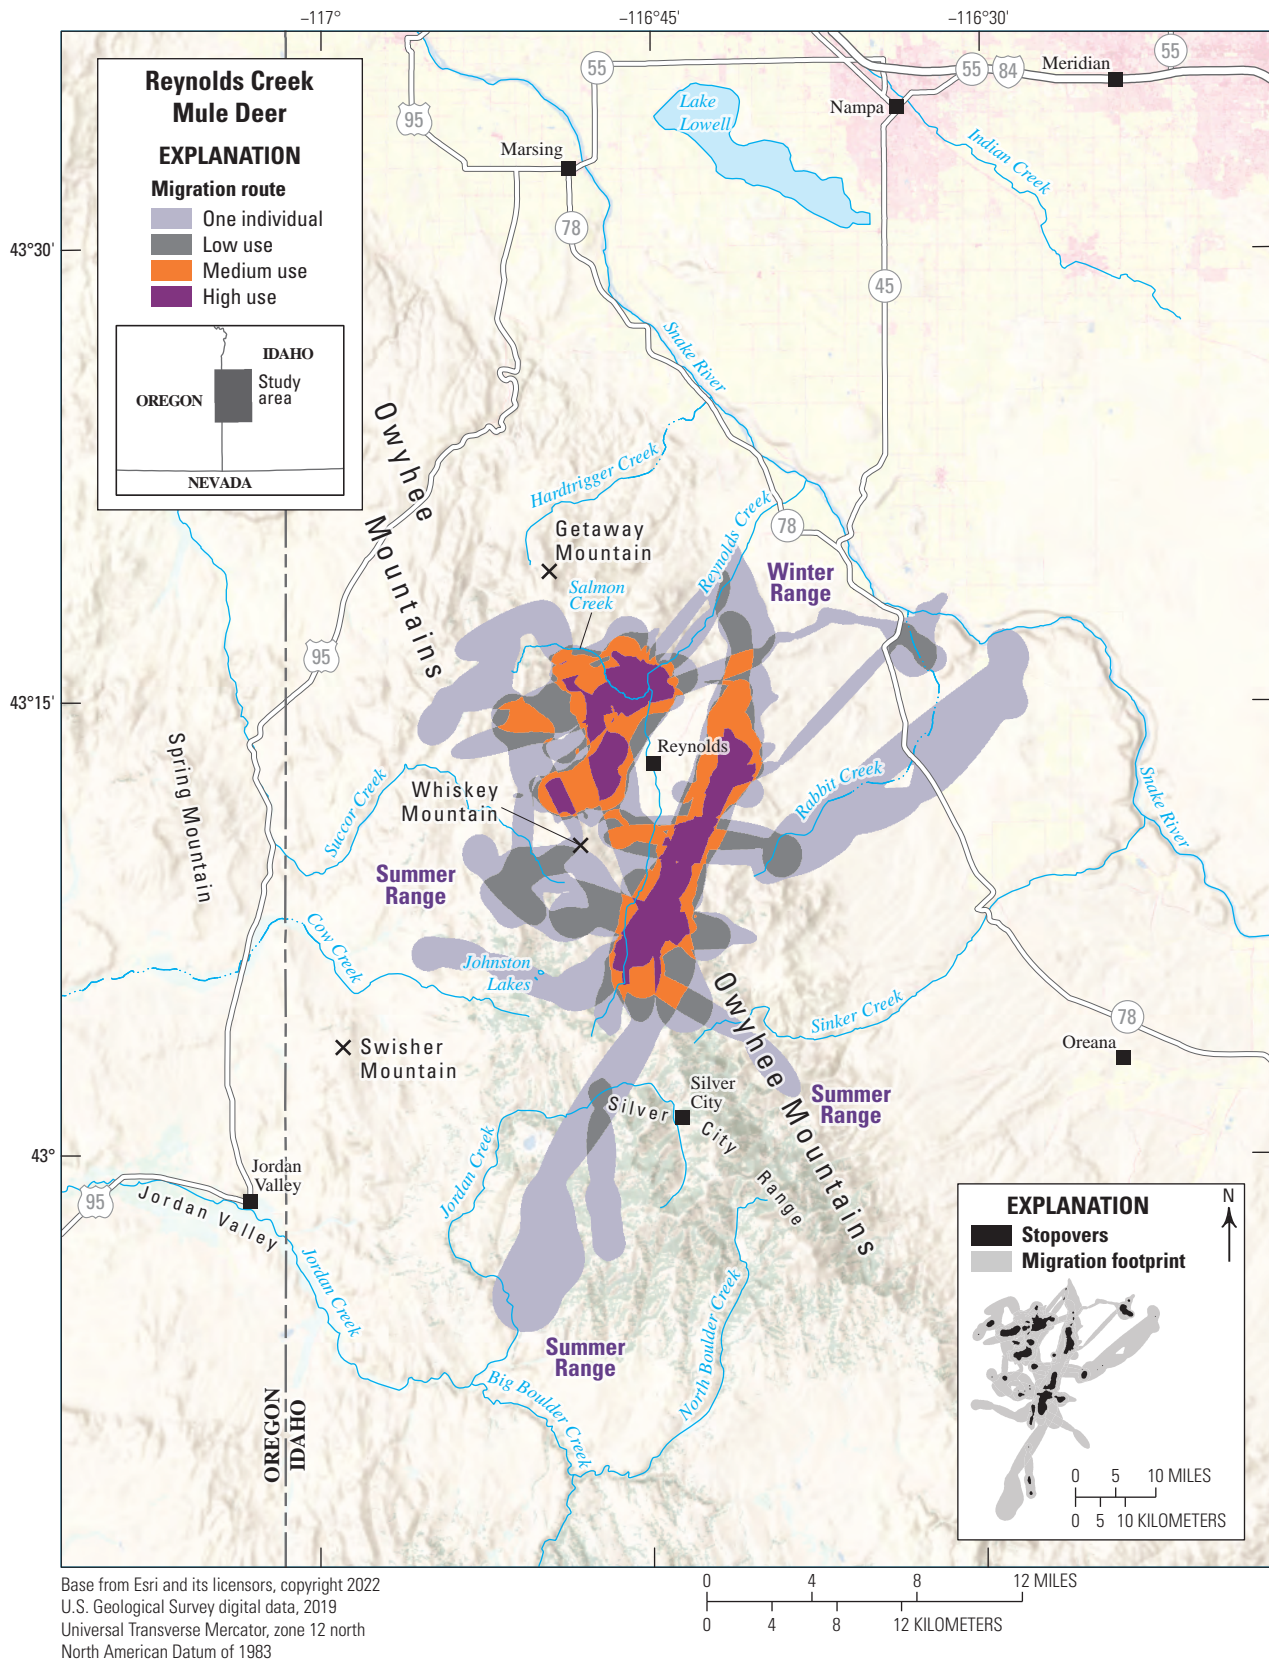 −117°
−116°45'
−116°30'
43°30'
43°15'
43°
Reynolds Creek
Mule Deer
EXPLANATION
Migration route
One individual
Low use
Medium use
High use
IDAHO
OREGON
Study
area
NEVADA
55
55
84
55
Meridian
Nampa
95
Marsing
Lake
Lowell
Indian Creek
78
45
Snake River
Owyhee Mountains
Hardtrigger Creek
Reynolds Creek
78
Getaway
Mountain
Salmon
Creek
Winter
Range
95
Spring Mountain
Reynolds
Whiskey
Mountain
Succor Creek
Rabbit Creek
Snake River
Summer
Range
Cow Creek
Johnston
Lakes
Owyhee Mountains
Sinker Creek
78
Oreana
Swisher
Mountain
Summer
Range
Silver
City
Silver City Range
Jordan Creek
Jordan
Valley
95
Jordan Valley
Jordan Creek
North Boulder Creek
Summer
Range
Big Boulder Creek
OREGON
IDAHO
EXPLANATION
N
Stopovers
Migration footprint
0 5 10 MILES
0 5 10 KILOMETERS
Base from Esri and its licensors, copyright 2022
U.S. Geological Survey digital data, 2019
Universal Transverse Mercator, zone 12 north
North American Datum of 1983
0 4 8 12 MILES
0 4 8 12 KILOMETERS